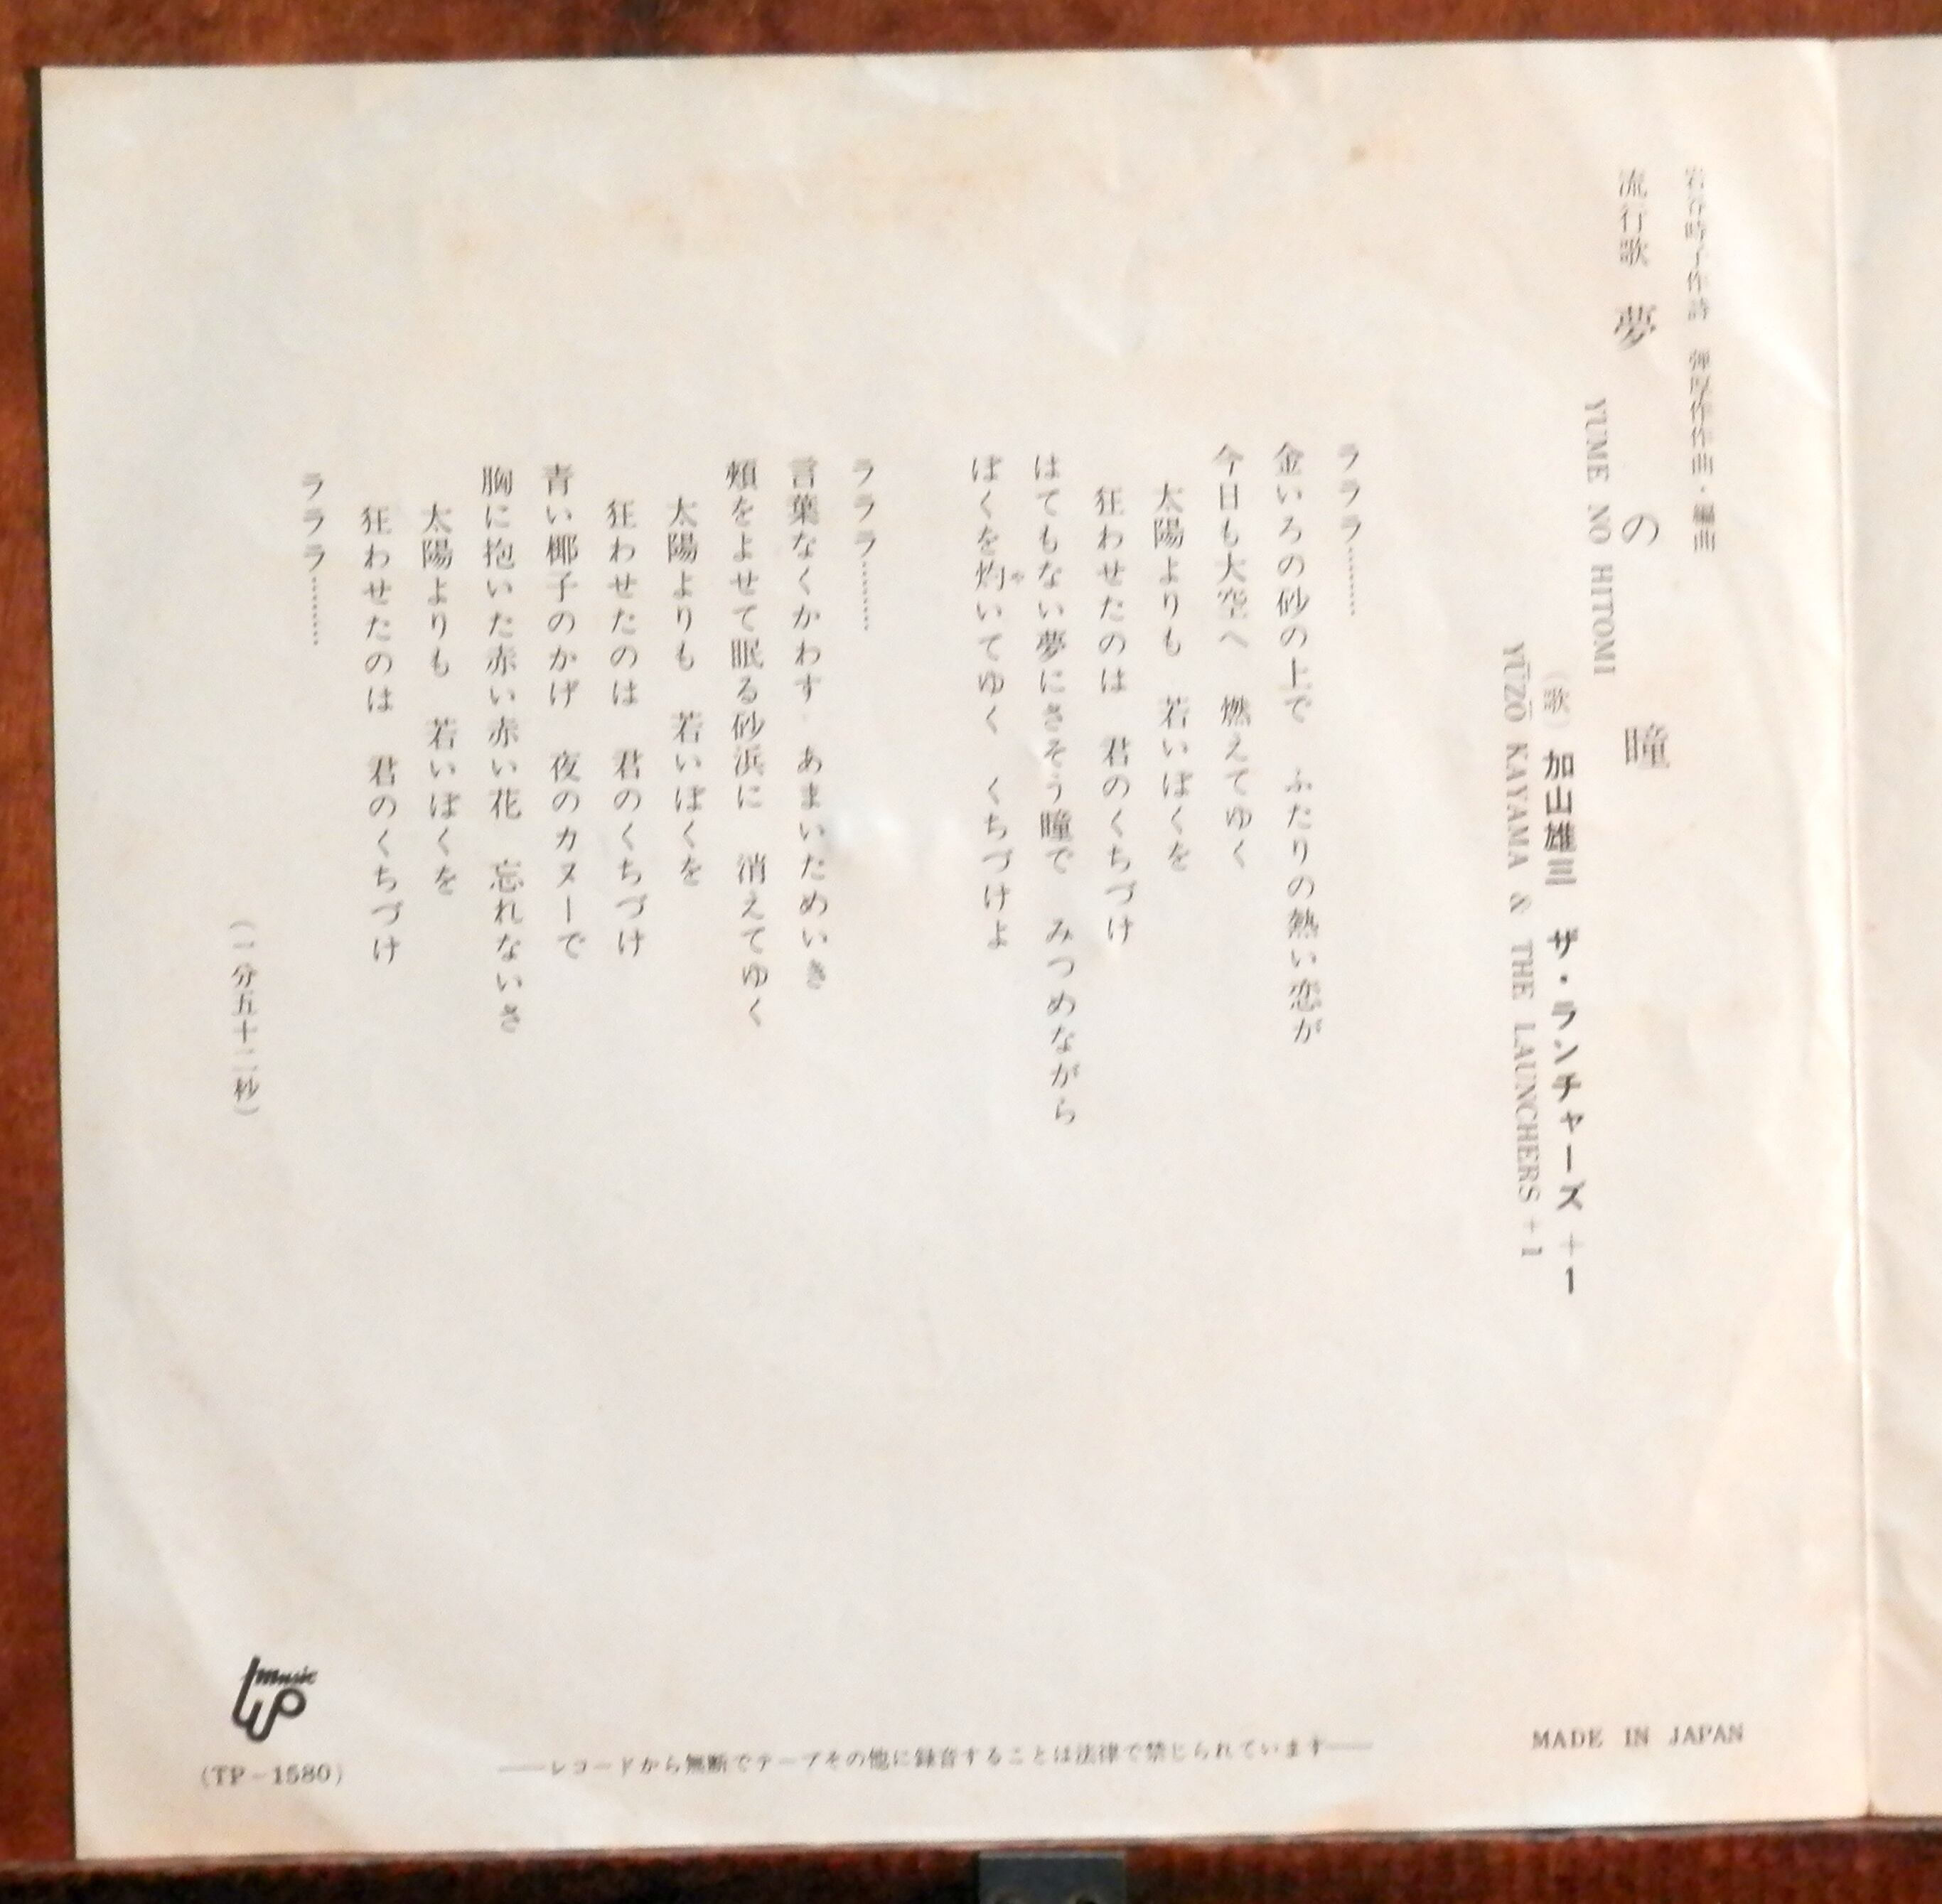 岩谷時子作詩　弾厚作作曲・編曲
流行歌　夢の瞳
YUME NO HITOMI
（歌）加山雄三　ザ・ランチャーズ＋1
YŪZŌ KAYAMA & THE LAUNCHERS +1
ラララ………
金いろの砂の上で　ふたりの熱い恋が
今日も大空へ　燃えてゆく
太陽よりも　若いぼくを
狂わせたのは　君のくちづけ
はてもない夢にさそう瞳で　みつめながら
ぼくを灼いてゆく　くちづけよ
や
ラララ………
言葉なくかわす　あまいためいき
頬をよせて眠る砂浜に　消えてゆく
太陽よりも　若いぼくを
狂わせたのは　君のくちづけ
青い椰子のかげ　夜のカヌーで
胸に抱いた赤い赤い花　忘れないさ
太陽よりも　若いぼくを
狂わせたのは　君のくちづけ
ラララ………
（一分五十二秒）
music
(TP-1580)
——レコードから無断でテープその他に録音することは法律で禁じられています——
MADE IN JAPAN